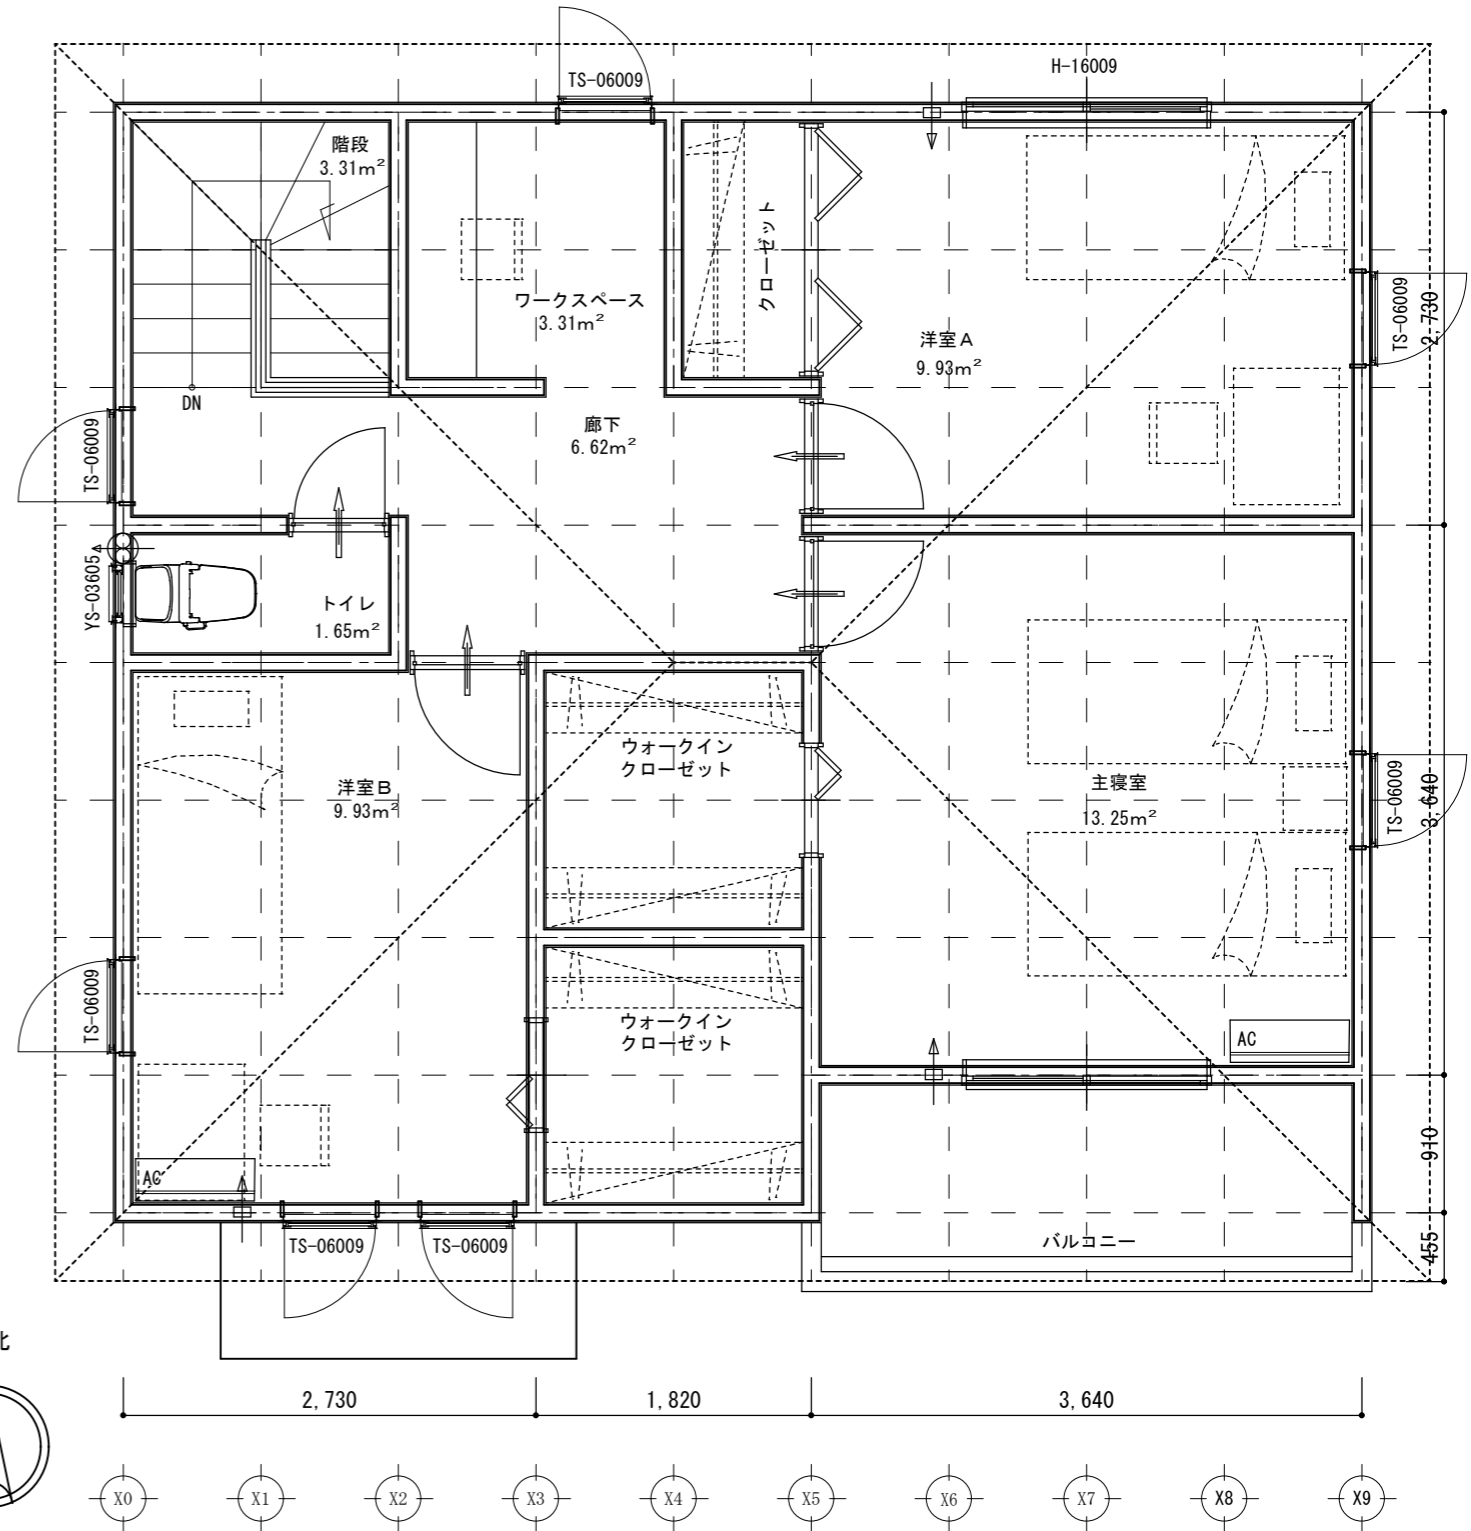 TS-06009
H-16009
階段
3.31m²
クローゼット
ワークスペース
3.31m²
洋室A
9.93m²
TS-06009
2,730
DN
廊下
6.62m²
TS-06009
YS-03605
トイレ
1.65m²
ウォークイン
クローゼット
洋室B
9.93m²
主寝室
13.25m²
TS-06009
3,640
TS-06009
ウォークイン
クローゼット
AC
AC
910
TS-06009
TS-06009
バルコニー
455
北
2,730
1,820
3,640
X0
X1
X2
X3
X4
X5
X6
X7
X8
X9